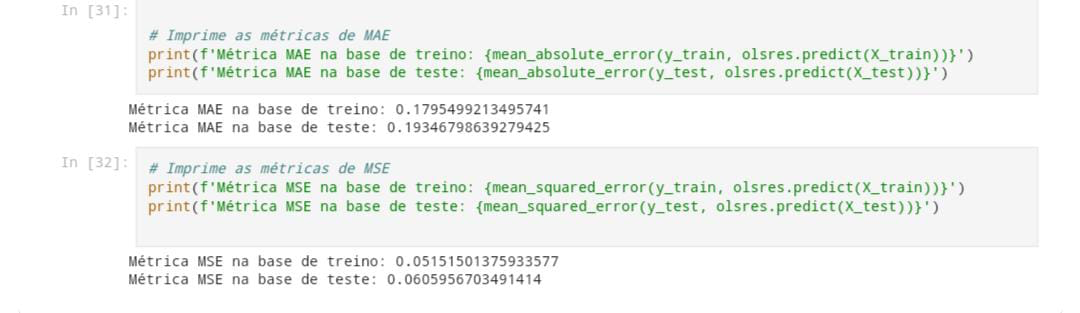 In [31]:
# Imprime as métricas de MAE
print(f'Métrica MAE na base de treino: {mean_absolute_error(y_train, olsres.predict(X_train))}')
print(f'Métrica MAE na base de teste: {mean_absolute_error(y_test, olsres.predict(X_test))}')
Métrica MAE na base de treino: 0.1795499213495741
Métrica MAE na base de teste: 0.19346798639279425
In [32]:
# Imprime as métricas de MSE
print(f'Métrica MSE na base de treino: {mean_squared_error(y_train, olsres.predict(X_train))}')
print(f'Métrica MSE na base de teste: {mean_squared_error(y_test, olsres.predict(X_test))}')
Métrica MSE na base de treino: 0.05151501375933577
Métrica MSE na base de teste: 0.0605956703491414